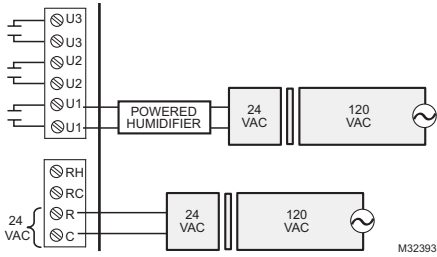 U3
U3
U2
U2
U1
U1
POWERED
HUMIDIFIER
24
VAC
120
VAC
RH
RC
R
C
24
VAC
24
VAC
120
VAC
M32393